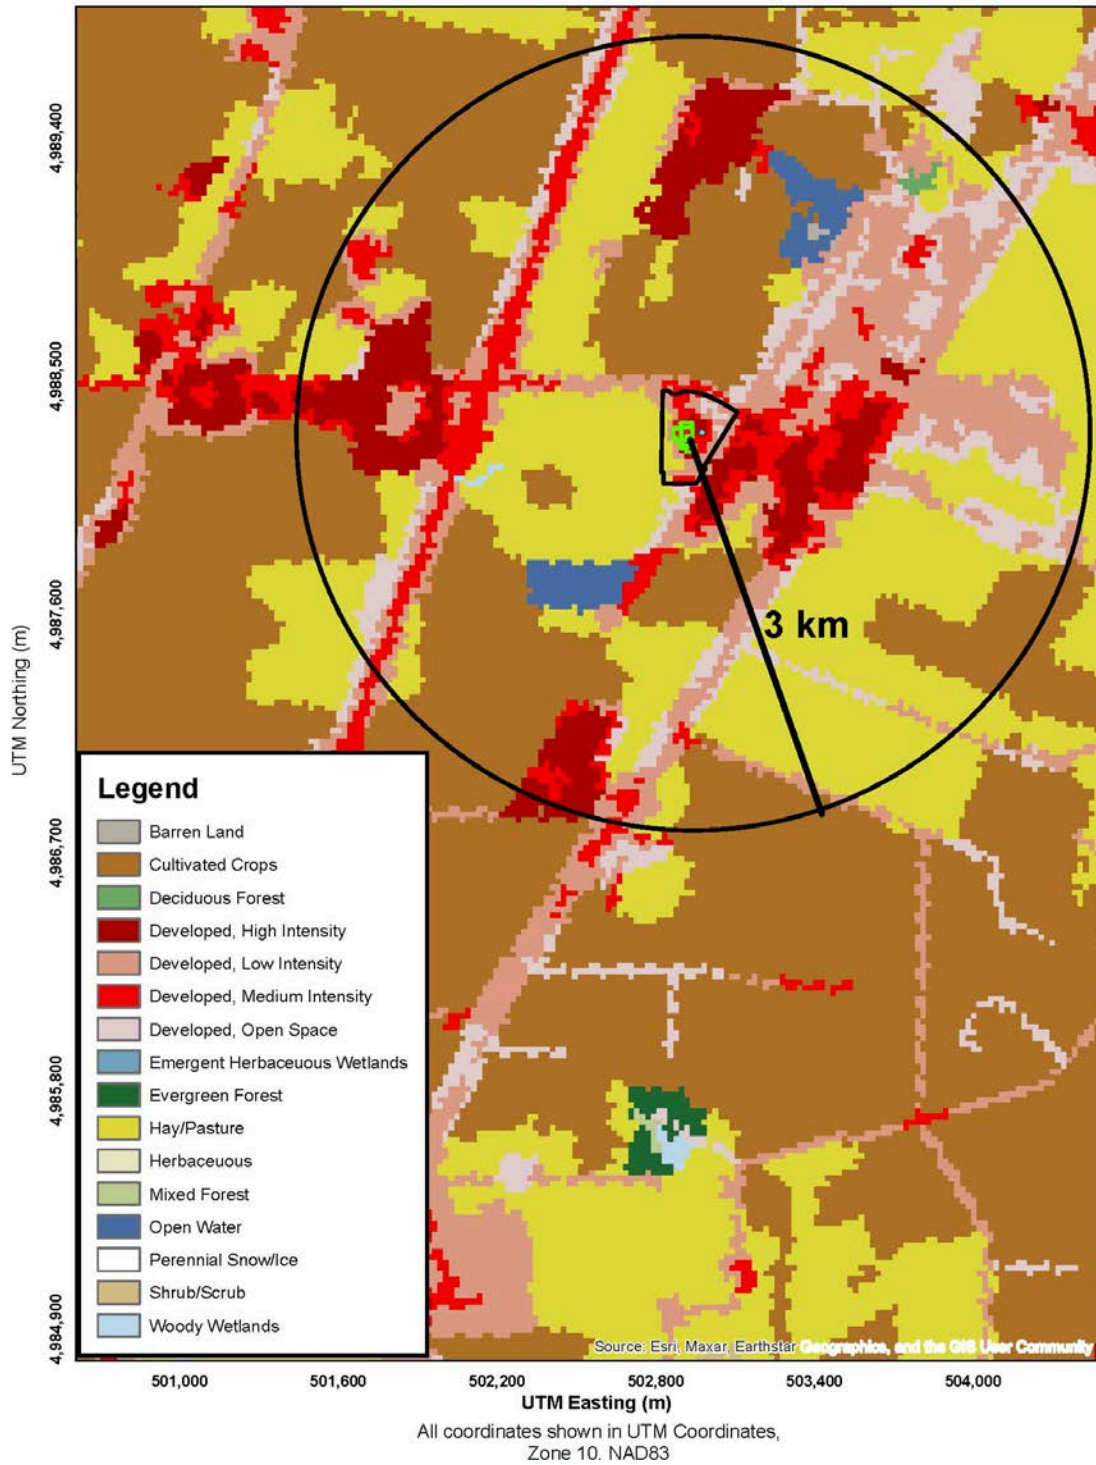 4,989,400
4,988,500
4,987,600
4,986,700
4,985,800
4,984,900
UTM Northing (m)
3 km
Legend
Barren Land
Cultivated Crops
Deciduous Forest
Developed, High Intensity
Developed, Low Intensity
Developed, Medium Intensity
Developed, Open Space
Emergent Herbaceuous Wetlands
Evergreen Forest
Hay/Pasture
Herbaceuous
Mixed Forest
Open Water
Perennial Snow/Ice
Shrub/Scrub
Woody Wetlands
Source: Esri, Maxar, Earthstar Geographics, and the GIS User Community
501,000 501,600 502,200 502,800 503,400 504,000
UTM Easting (m)
All coordinates shown in UTM Coordinates,
Zone 10, NAD83